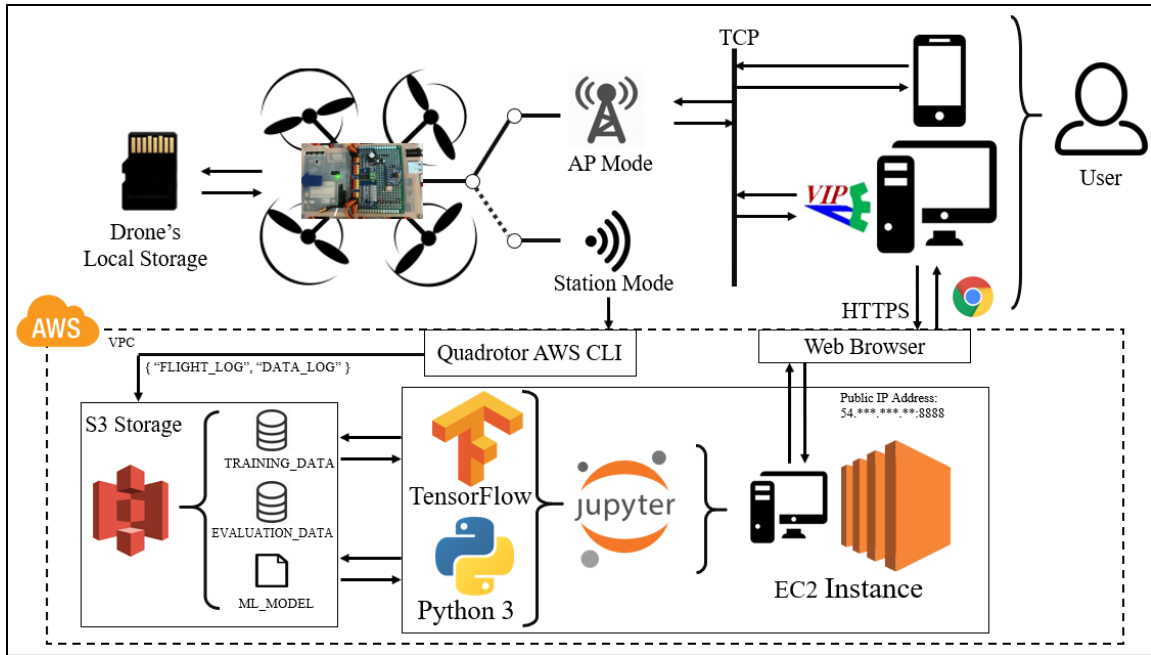 TCP
AP Mode
User
VIP
Drone's
Local Storage
Station Mode
HTTPS
AWS
VPC
Quadrotor AWS CLI
Web Browser
{ “FLIGHT_LOG”, “DATA_LOG” }
Public IP Address:
54.***.***.**:8888
S3 Storage
TRAINING_DATA
TensorFlow
jupyter
EVALUATION_DATA
Python 3
EC2 Instance
ML_MODEL